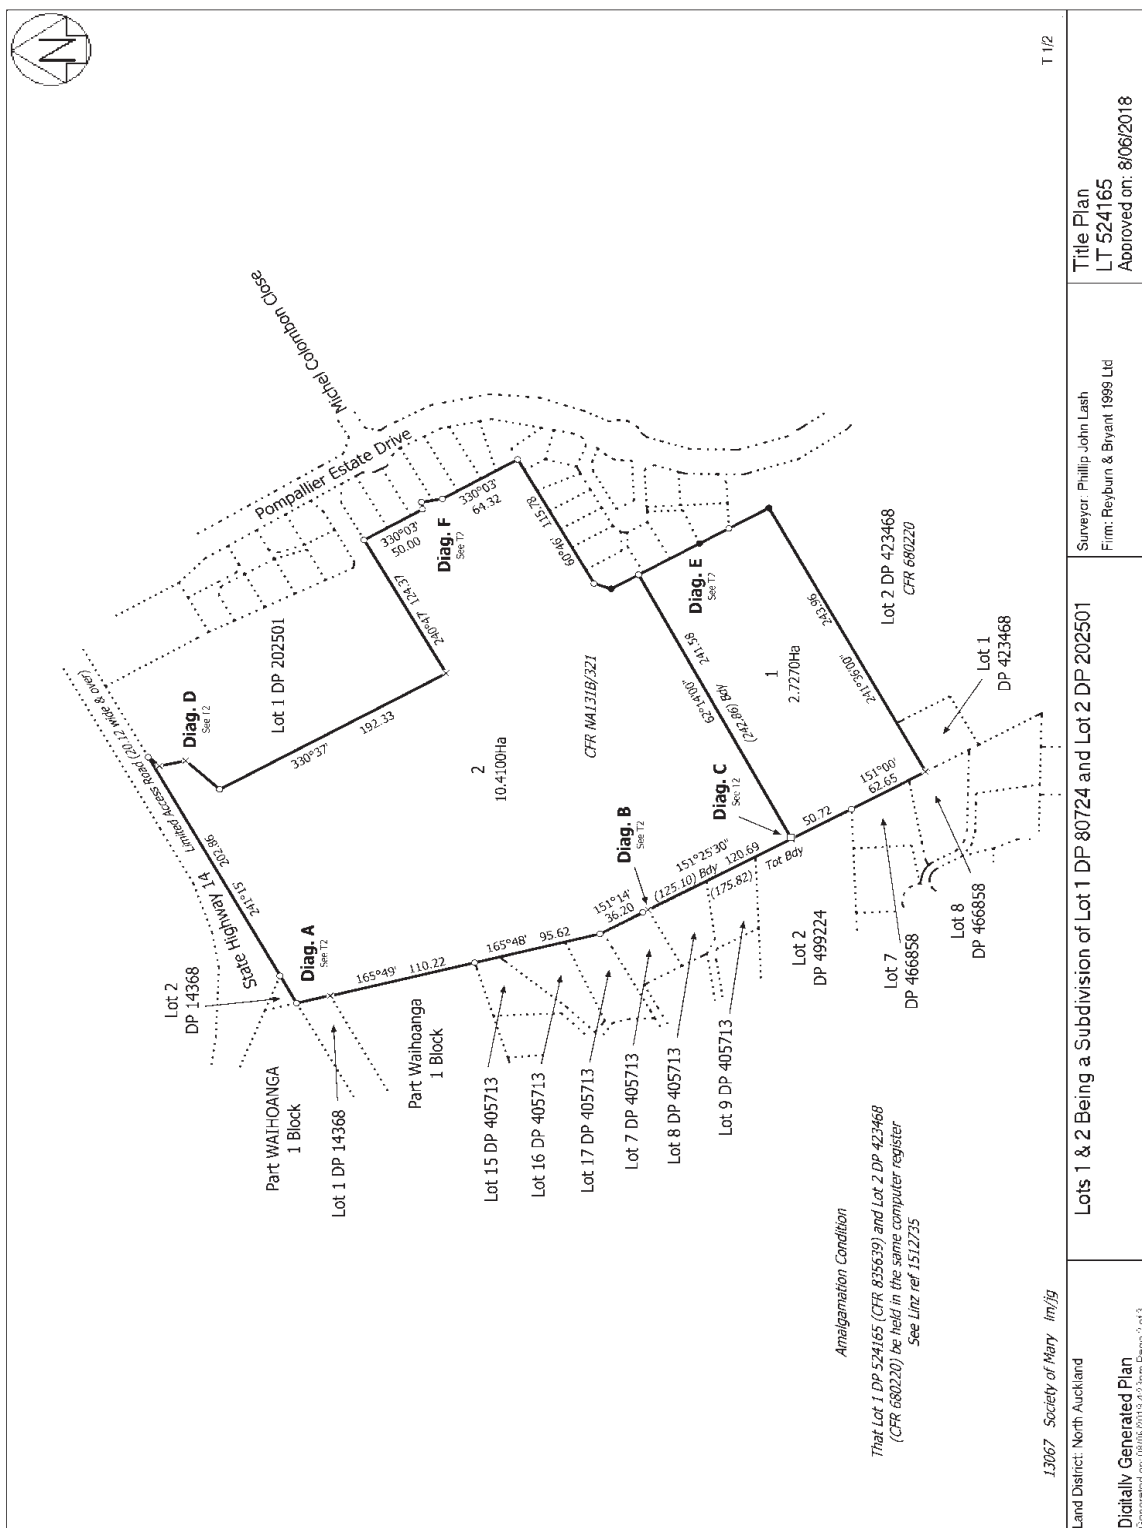 N
T 1/2
Michel Colombon Close
Pompallier Estate Drive
Limited Access Road (20.12 wide & over)
State Highway 14
241°15' 202.86
Diag. D
See T2
Lot 1 DP 202501
330°37' 192.33
240°47' 124.37
330°03'
50.00
Diag. F
See T2
330°03'
64.32
60°46' 115.78
Lot 2
DP 14368
Diag. A
See T2
Part WAIHOANGA
1 Block
Lot 1 DP 14368
165°49' 110.22
Part Waihoanga
1 Block
165°48' 95.62
2
10.4100Ha
CFR NA131B/321
Diag. E
See T2
62°14'00" 241.58
(242.86) Bdy
1
2.7270Ha
243.96
241°36'00"
Lot 2 DP 423468
CFR 680220
Lot 1
DP 423468
151°14'
36.20
Diag. B
See T2
151°25'30"
(125.10) Bdy 120.69
(175.82) Tot Bdy
Diag. C
See T2
50.72
151°00'
62.65
Lot 15 DP 405713
Lot 16 DP 405713
Lot 17 DP 405713
Lot 7 DP 405713
Lot 8 DP 405713
Lot 9 DP 405713
Lot 2
DP 499224
Lot 7
DP 466858
Lot 8
DP 466858
Amalgamation Condition
That Lot 1 DP 524165 (CFR 835639) and Lot 2 DP 423468
(CFR 680220) be held in the same computer register
See Linz ref 1512735
13067 Society of Mary lm/jg
Land District: North Auckland
Digitally Generated Plan
Lots 1 & 2 Being a Subdivision of Lot 1 DP 80724 and Lot 2 DP 202501
Surveyor: Phillip John Lash
Firm: Reyburn & Bryant 1999 Ltd
Title Plan
LT 524165
Approved on: 8/06/2018